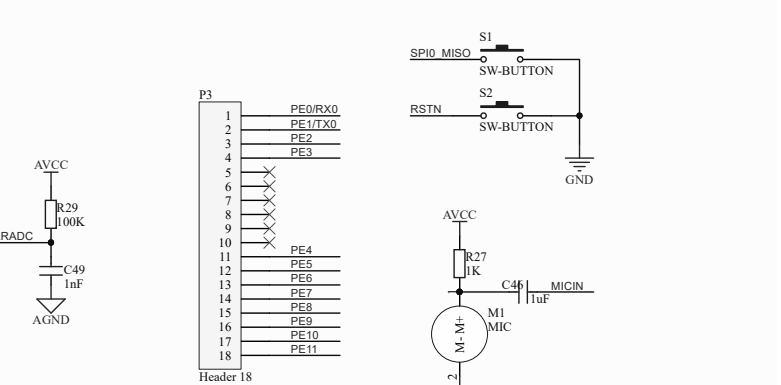 S1
SPI0_MISO
SW-BUTTON
S2
RSTN
SW-BUTTON
GND
P3
1 PE0/RX0
2 PE1/TX0
3 PE2
4 PE3
5
6
7
8
9
10
11 PE4
12 PE5
13 PE6
14 PE7
15 PE8
16 PE9
17 PE10
18 PE11
Header 18
AVCC
R29
100K
RADC
C49
1nF
AGND
AVCC
R27
1K
C46
MICIN
1uF
M1
MIC
M- M+
2